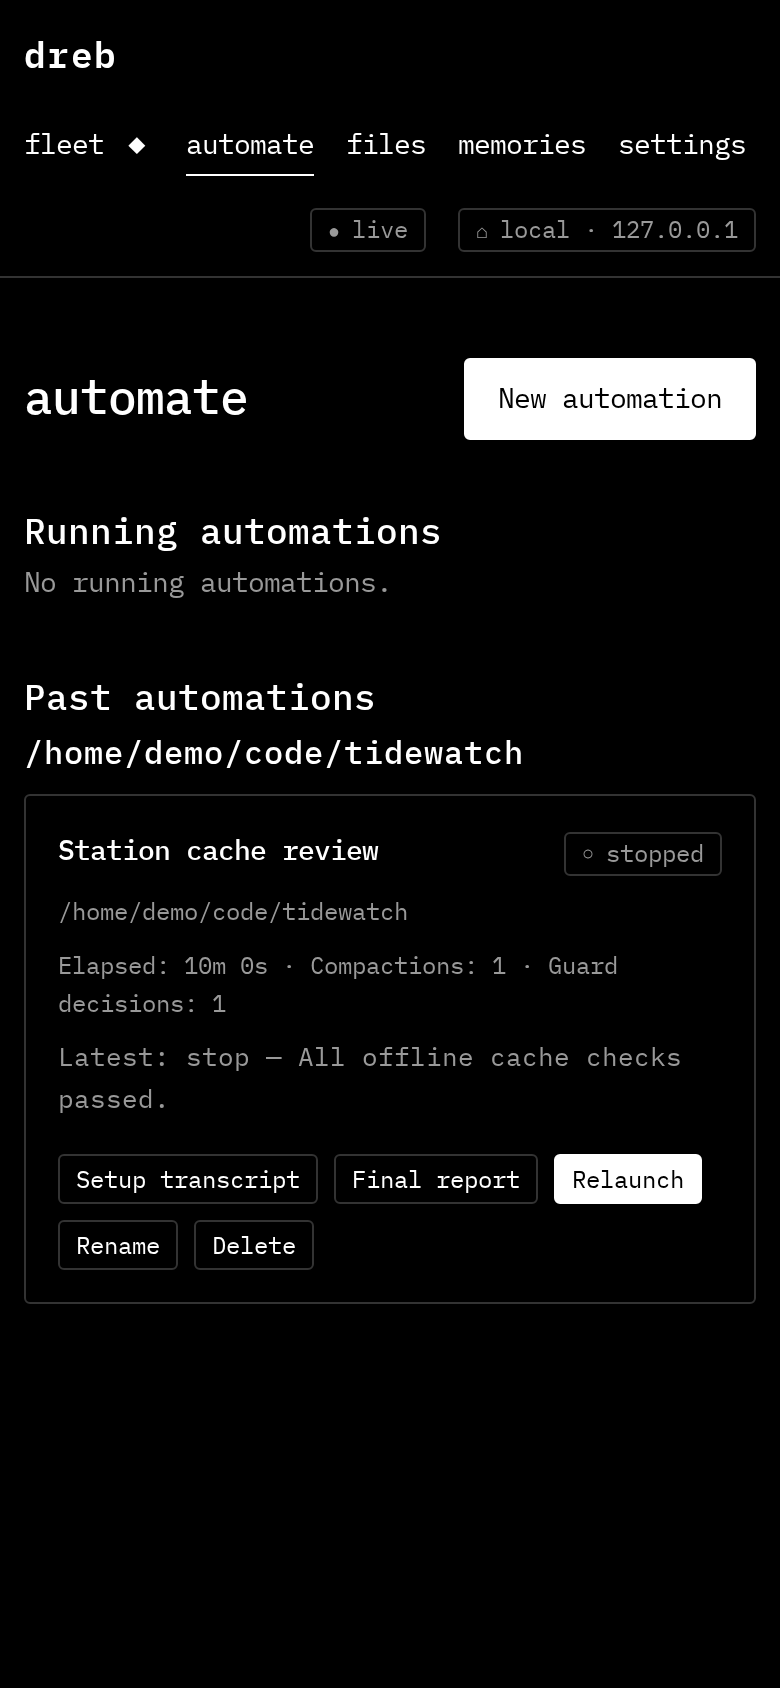 dreb
fleet ◆ automate files memories settings
● live ⌂ local · 127.0.0.1
automate New automation
Running automations
No running automations.
Past automations
/home/demo/code/tidewatch
Station cache review ○ stopped
/home/demo/code/tidewatch
Elapsed: 10m 0s · Compactions: 1 · Guard
decisions: 1
Latest: stop — All offline cache checks
passed.
Setup transcript Final report Relaunch
Rename Delete